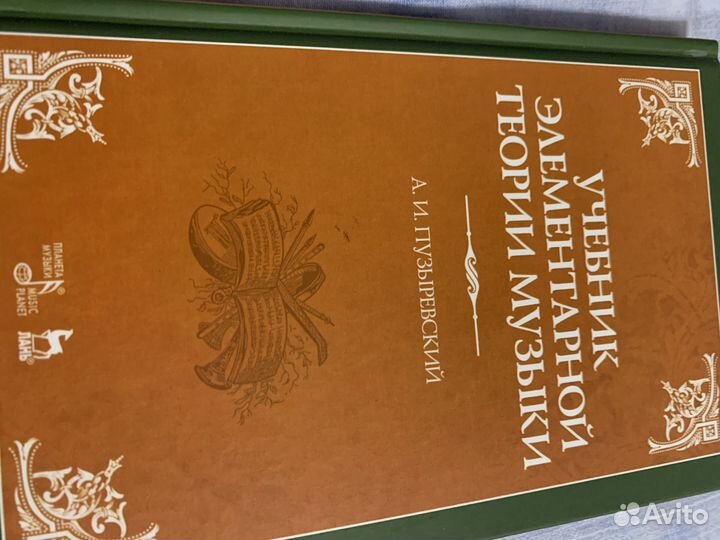 УЧЕБНИК
ЭЛЕМЕНТАРНОЙ
ТЕОРИИ МУЗЫКИ
А. И. ПУЗЫРЕВСКИЙ
ПЛАНЕТА
МУЗЫКИ ®
MUSIC
PLANET
ЛАНЬ®
Avito